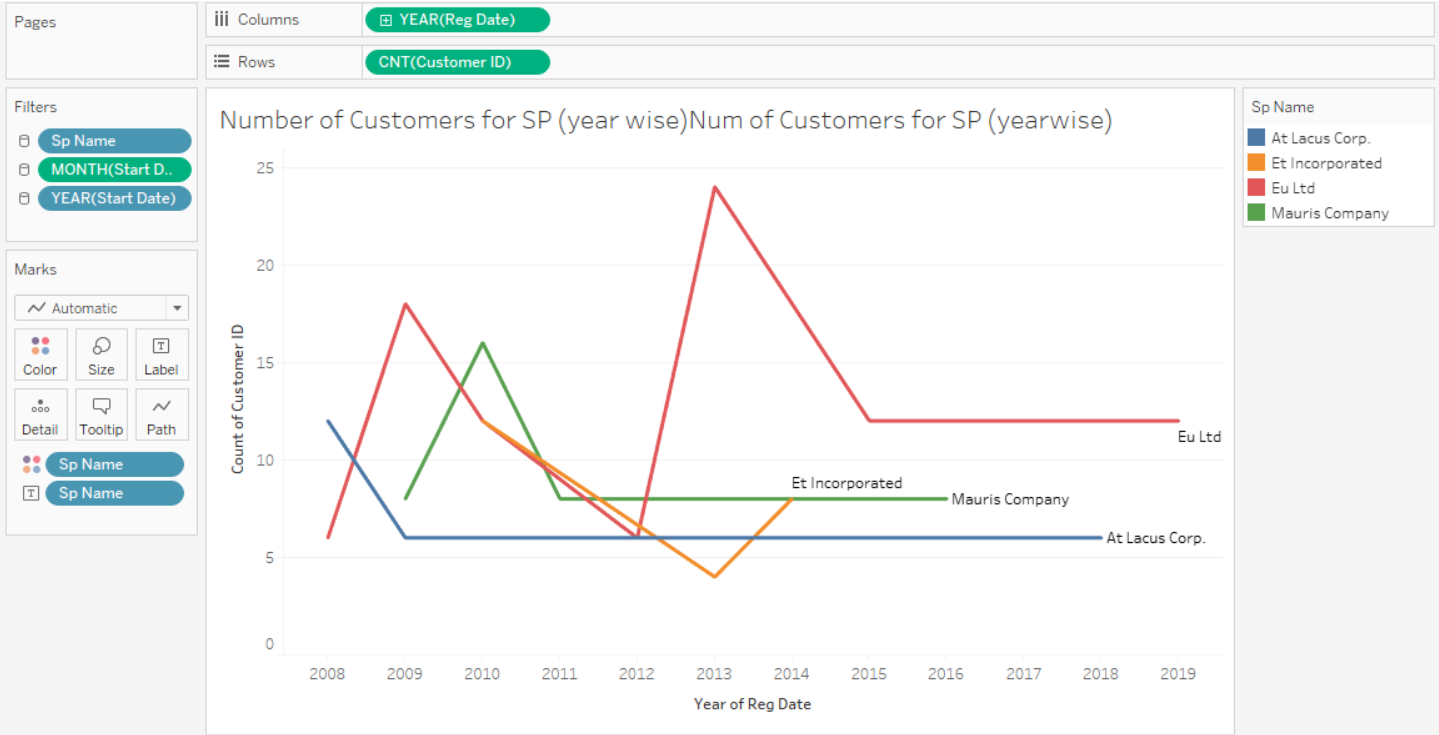 Pages
Columns
YEAR(Reg Date)
Rows
CNT(Customer ID)
Filters
Sp Name
MONTH(Start D..
YEAR(Start Date)
Marks
Automatic
Color
Size
T
Label
Detail
Tooltip
Path
Sp Name
T
Sp Name
Number of Customers for SP (year wise)Num of Customers for SP (yearwise)
Count of Customer ID
25
20
15
10
5
0
Eu Ltd
Et Incorporated
Mauris Company
At Lacus Corp.
2008 2009 2010 2011 2012 2013 2014 2015 2016 2017 2018 2019
Year of Reg Date
Sp Name
At Lacus Corp.
Et Incorporated
Eu Ltd
Mauris Company